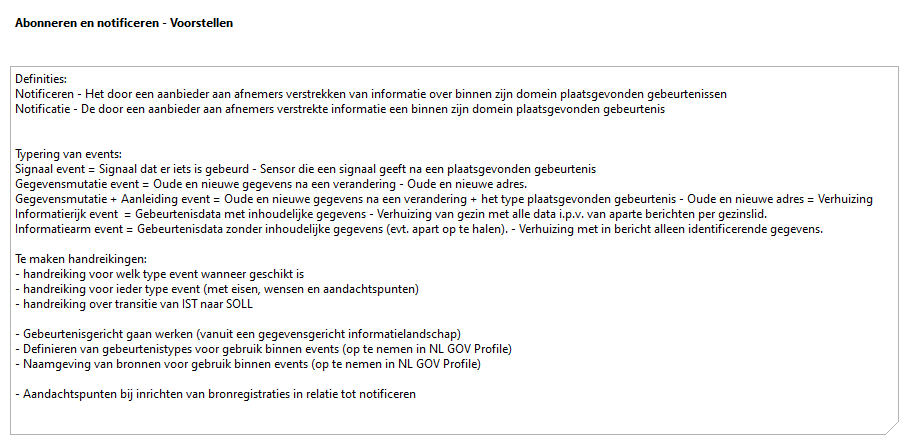 Abonneren en notificeren - Voorstellen
Definities:
Notificeren - Het door een aanbieder aan afnemers verstrekken van informatie over binnen zijn domein plaatsgevonden gebeurtenissen
Notificatie - De door een aanbieder aan afnemers verstrekte informatie een binnen zijn domein plaatsgevonden gebeurtenis
Typering van events:
Signaal event = Signaal dat er iets is gebeurd - Sensor die een signaal geeft na een plaatsgevonden gebeurtenis
Gegevensmutatie event = Oude en nieuwe gegevens na een verandering - Oude en nieuwe adres.
Gegevensmutatie + Aanleiding event = Oude en nieuwe gegevens na een verandering + het type plaatsgevonden gebeurtenis - Oude en nieuwe adres = Verhuizing
Informatierijk event  = Gebeurtenisdata met inhoudelijke gegevens - Verhuizing van gezin met alle data i.p.v. van aparte berichten per gezinslid.
Informatiearm event = Gebeurtenisdata zonder inhoudelijke gegevens (evt. apart op te halen). - Verhuizing met in bericht alleen identificerende gegevens.
Te maken handreikingen:
- handreiking voor welk type event wanneer geschikt is
- handreiking voor ieder type event (met eisen, wensen en aandachtspunten)
- handreiking over transitie van IST naar SOLL
- Gebeurtenisgericht gaan werken (vanuit een gegevensgericht informatielandschap)
- Definieren van gebeurtenistypes voor gebruik binnen events (op te nemen in NL GOV Profile)
- Naamgeving van bronnen voor gebruik binnen events (op te nemen in NL GOV Profile)
- Aandachtspunten bij inrichten van bronregistraties in relatie tot notificeren